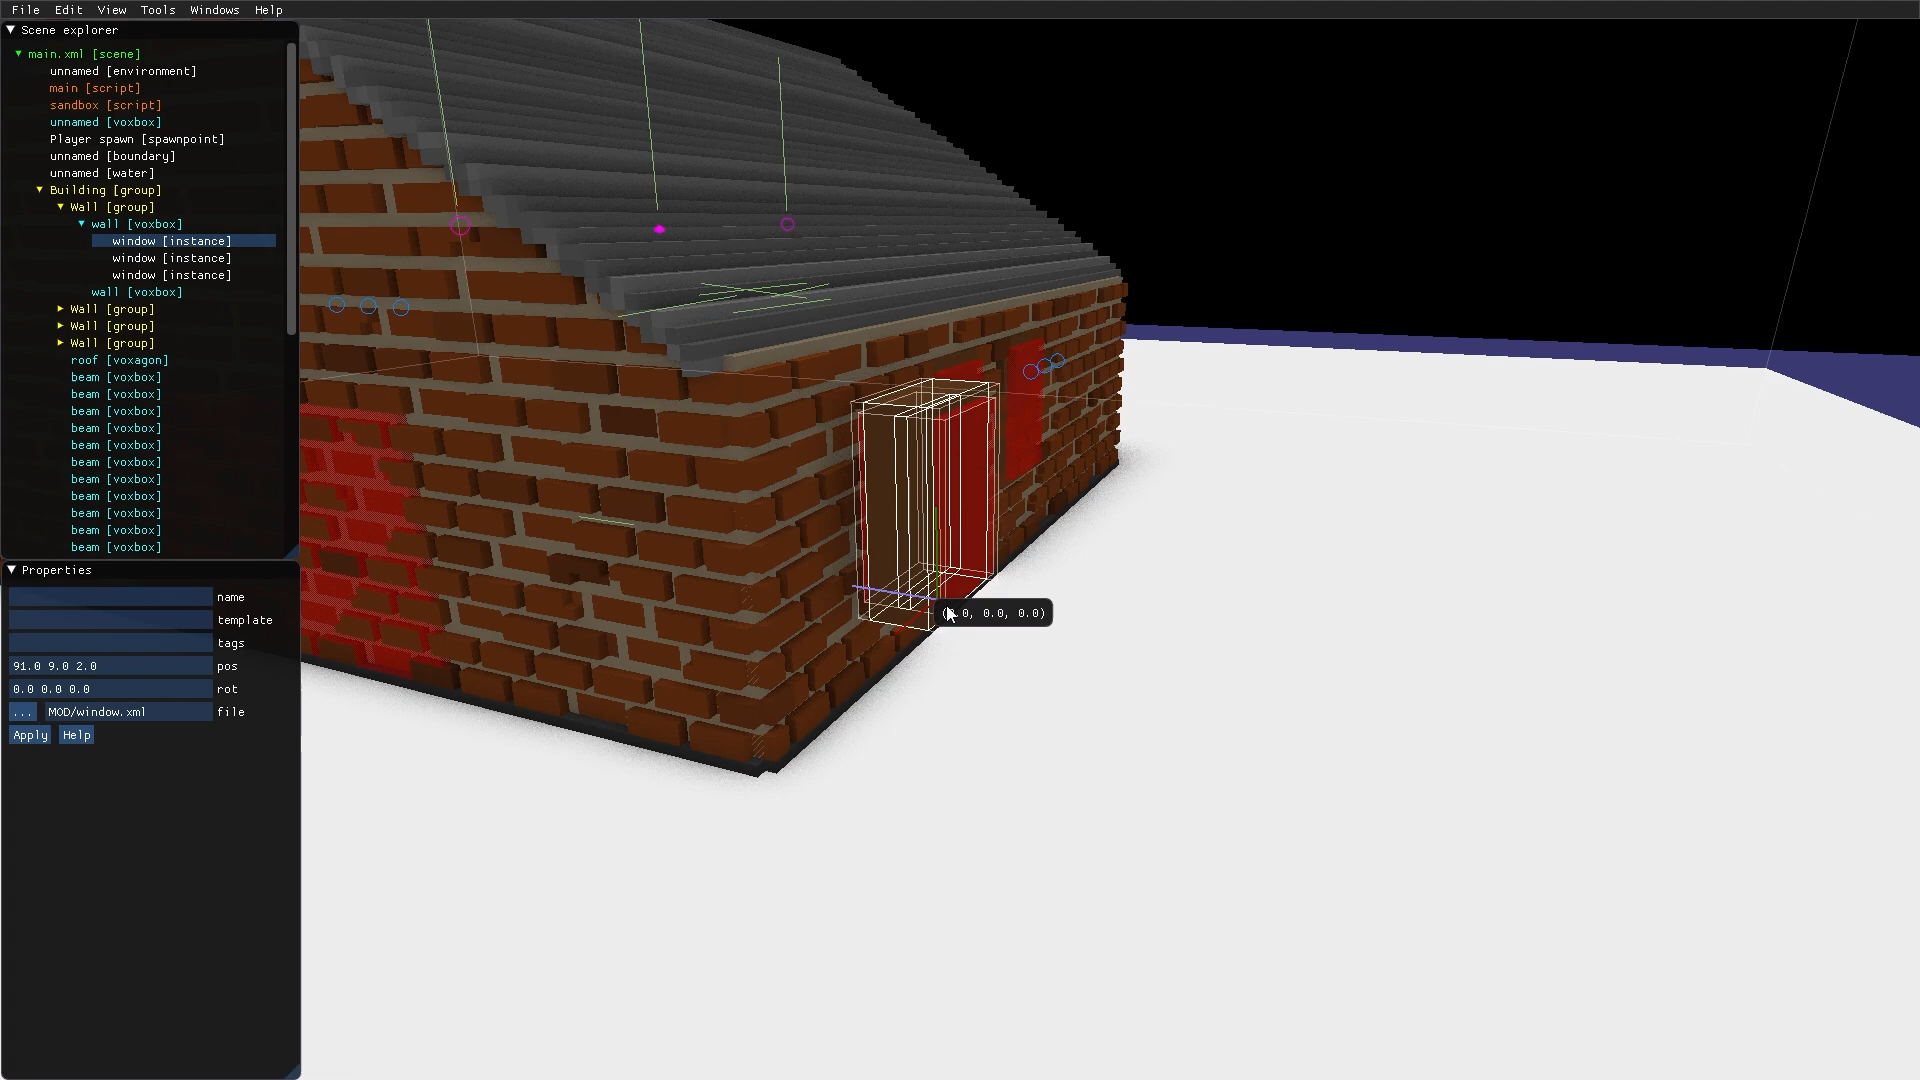 File Edit View Tools Windows Help
Scene explorer
main.xml [scene]
unnamed [environment]
main [script]
sandbox [script]
unnamed [voxbox]
Player spawn [spawnpoint]
unnamed [boundary]
unnamed [water]
Building [group]
Wall [group]
wall [voxbox]
window [instance]
window [instance]
window [instance]
wall [voxbox]
Wall [group]
Wall [group]
Wall [group]
roof [voxagon]
beam [voxbox]
beam [voxbox]
beam [voxbox]
beam [voxbox]
beam [voxbox]
beam [voxbox]
beam [voxbox]
beam [voxbox]
beam [voxbox]
beam [voxbox]
beam [voxbox]
Properties
name
template
tags
91.0 9.0 2.0 pos
0.0 0.0 0.0 rot
... MOD/window.xml file
Apply Help
0.0, 0.0)